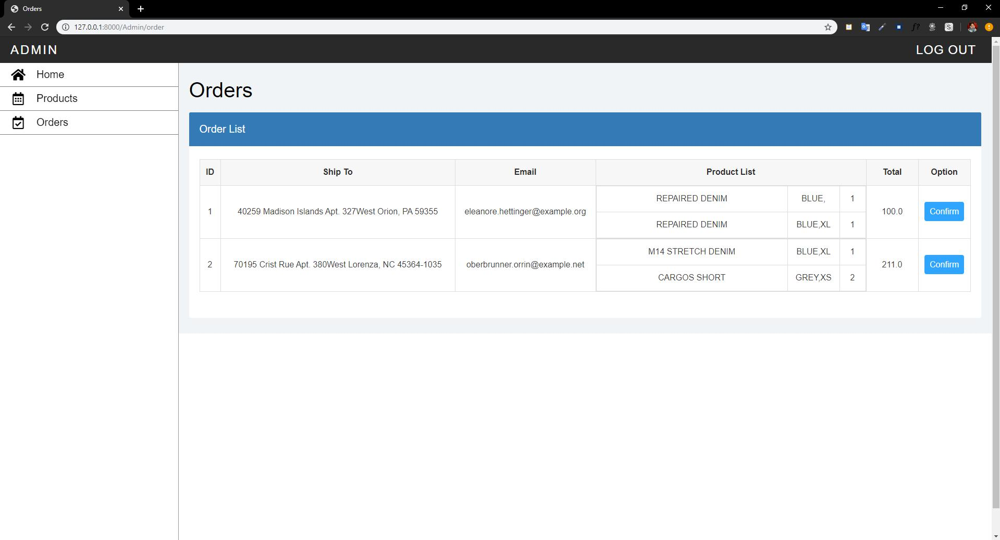 Orders
127.0.0.1:8000/Admin/order
ADMIN
LOG OUT
Home
Products
Orders
Orders
Order List
ID Ship To Email Product List Total Option
1 40259 Madison Islands Apt. 327West Orion, PA 59355 eleanore.hettinger@example.org REPAIRED DENIM BLUE, 1 100.0 Confirm
REPAIRED DENIM BLUE,XL 1
2 70195 Crist Rue Apt. 380West Lorenza, NC 45364-1035 oberbrunner.orrin@example.net M14 STRETCH DENIM BLUE,XL 1 211.0 Confirm
CARGOS SHORT GREY,XS 2